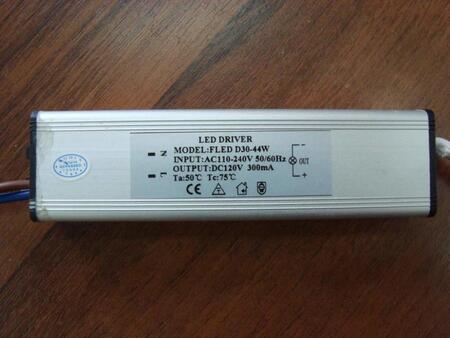 LED DRIVER
N MODEL:FLED D30-44W
INPUT:AC110-240V 50/60Hz
OUTPUT:DC120V 300mA
L Ta:50℃ Tc:75℃
− OUT +
CE